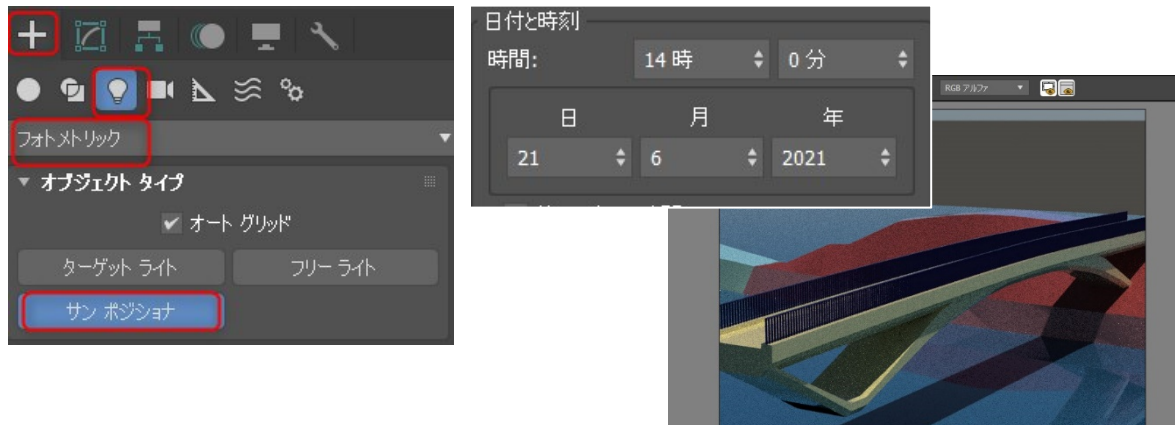 フォトメトリック
オブジェクト タイプ
オート グリッド
ターゲット ライト
フリー ライト
サン ポジショナ
日付と時刻
時間: 14 時 0 分
日 月 年
21 6 2021
RGB アルファ